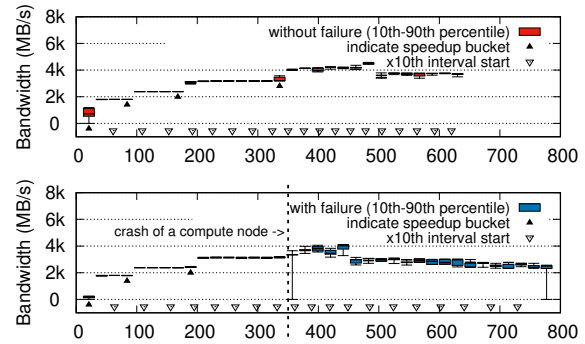 Bandwidth (MB/s)
8k
without failure (10th-90th percentile)
6k
indicate speedup bucket
x10th interval start
4k
2k
0
0 100 200 300 400 500 600 700 800
Bandwidth (MB/s)
8k
with failure (10th-90th percentile)
6k
indicate speedup bucket
crash of a compute node ->
x10th interval start
4k
2k
0
0 100 200 300 400 500 600 700 800